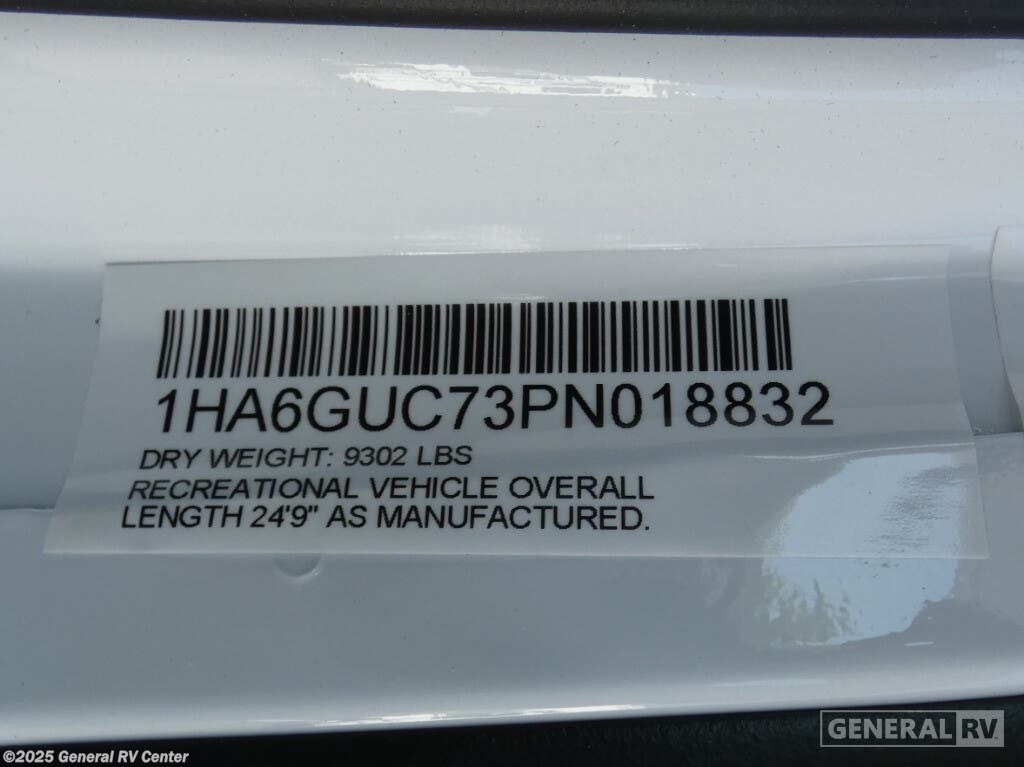 1HA6GUC73PN018832
DRY WEIGHT: 9302 LBS
RECREATIONAL VEHICLE OVERALL
LENGTH 24'9" AS MANUFACTURED.
GENERAL RV
©2025 General RV Center